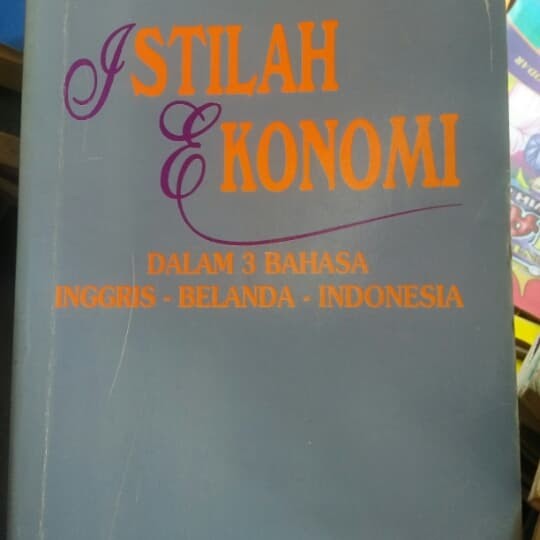 ISTILAH
EKONOMI
DALAM 3 BAHASA
INGGRIS - BELANDA - INDONESIA